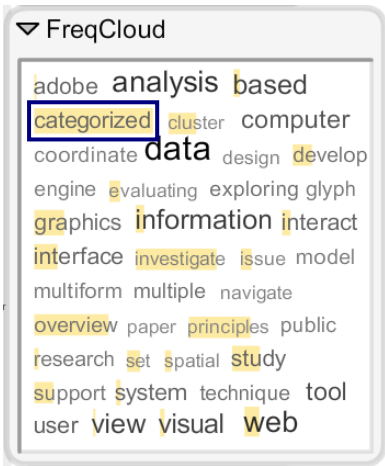 FreqCloud
adobe analysis based
categorized cluster computer
coordinate data design develop
engine evaluating exploring glyph
graphics information interact
interface investigate issue model
multiform multiple navigate
overview paper principles public
research set spatial study
support system technique tool
user view visual web